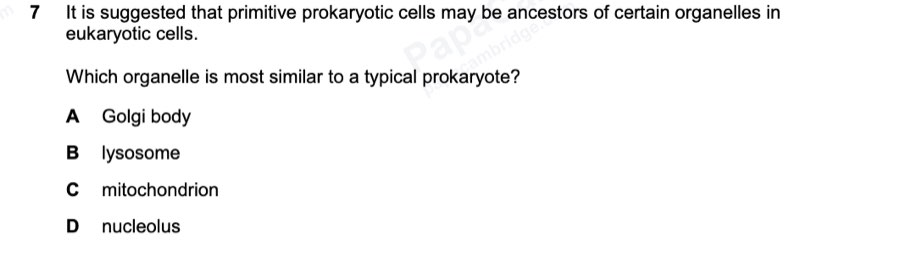 7 It is suggested that primitive prokaryotic cells may be ancestors of certain organelles in
eukaryotic cells.
Which organelle is most similar to a typical prokaryote?
A Golgi body
B lysosome
C mitochondrion
D nucleolus